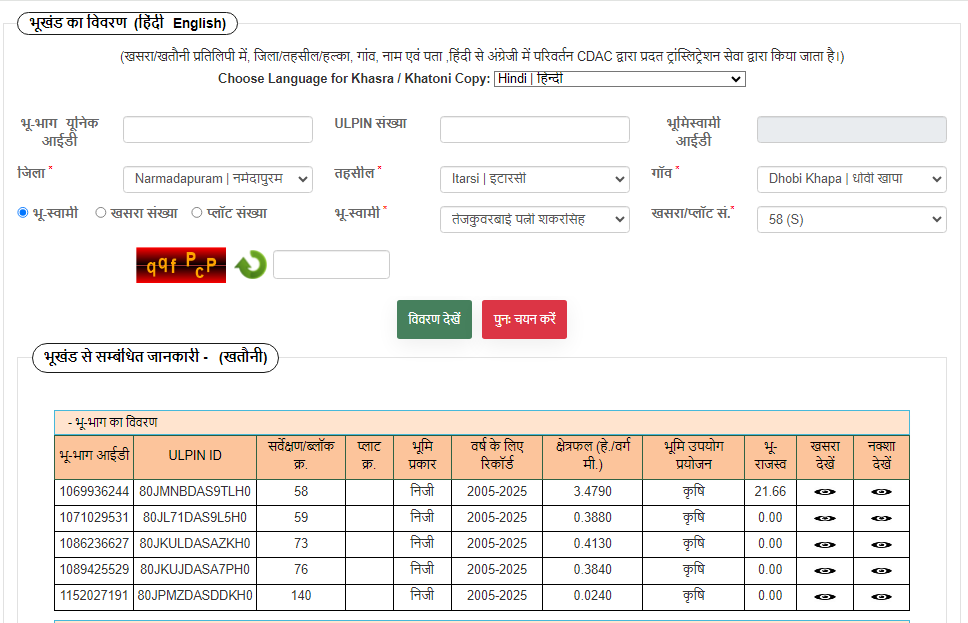 भूखंड का विवरण (हिंदी English)
(खसरा/खतौनी प्रतिलिपी में, जिला/तहसील/हल्का, गांव, नाम एवं पता ,हिंदी से अंग्रेजी में परिवर्तन CDAC द्वारा प्रदत ट्रांस्लिट्रेशन सेवा द्वारा किया जाता है।)
Choose Language for Khasra / Khatoni Copy: Hindi | हिन्दी
भू-भाग यूनिक आईडी ULPIN संख्या भूमिस्वामी आईडी
जिला * Narmadapuram | नर्मदापुरम तहसील * Itarsi | इटारसी गाँव * Dhobi Khapa | धोबी खापा
भू-स्वामी खसरा संख्या प्लॉट संख्या भू-स्वामी * तेजकुवरबाई पत्नी शंकरसिंह खसरा/प्लॉट सं.* 58 (S)
qqf PcP
विवरण देखें पुनः चयन करें
भूखंड से सम्बंधित जानकारी - (खतौनी)
- भू-भाग का विवरण
भू-भाग आईडी ULPIN ID सर्वेक्षण/ब्लॉक क्र. प्लाट क्र. भूमि प्रकार वर्ष के लिए रिकॉर्ड क्षेत्रफल (हे./वर्ग मी.) भूमि उपयोग प्रयोजन भू-राजस्व खसरा देखें नक्शा देखें
1069936244 80JMNBDAS9TLH0 58 निजी 2005-2025 3.4790 कृषि 21.66
1071029531 80JL71DAS9L5H0 59 निजी 2005-2025 0.3880 कृषि 0.00
1086236627 80JKULDASAZKH0 73 निजी 2005-2025 0.4130 कृषि 0.00
1089425529 80JKUJDASA7PH0 76 निजी 2005-2025 0.3840 कृषि 0.00
1152027191 80JPMZDASDDKH0 140 निजी 2005-2025 0.0240 कृषि 0.00